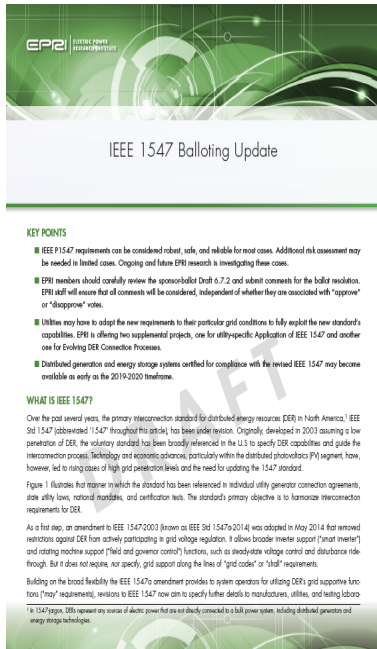 EPRI | ELECTRIC POWER
RESEARCH INSTITUTE
IEEE 1547 Balloting Update
KEY POINTS
■ IEEE P1547 requirements can be considered robust, safe, and reliable for most cases. Additional risk assessment may
be needed in limited cases. Ongoing and future EPRI research is investigating these cases.
■ EPRI members should carefully review the sponsor-ballot Draft 6.7.2 and submit comments for the ballot resolution.
EPRI staff will ensure that all comments will be considered, independent of whether they are associated with "approve"
or "disapprove" votes.
■ Utilities may have to adapt the new requirements to their particular grid conditions to fully exploit the new standard's
capabilities. EPRI is offering two supplemental projects, one for utility-specific Application of IEEE 1547 and another
one for Evolving DER Connection Processes.
■ Distributed generation and energy storage systems certified for compliance with the revised IEEE 1547 may become
available as early as the 2019-2020 timeframe.
WHAT IS IEEE 1547?
Over the past several years, the primary interconnection standard for distributed energy resources (DER) in North America,1 IEEE
Std 1547 (abbreviated '1547' throughout this article), has been under revision. Originally, developed in 2003 assuming a low
penetration of DER, the voluntary standard has been broadly referenced in the U.S to specify DER capabilities and guide the
interconnection process. Technology and economic advances, particularly within the distributed photovoltaics (PV) segment, have,
however, led to rising cases of high grid penetration levels and the need for updating the 1547 standard.
Figure 1 illustrates that manner in which the standard has been referenced in individual utility generator connection agreements,
state utility laws, national mandates, and certification tests. The standard's primary objective is to harmonize interconnection
requirements for DER.
As a first step, an amendment to IEEE 1547-2003 (known as IEEE Std 1547a-2014) was adopted in May 2014 that removed
restrictions against DER from actively participating in grid voltage regulation. It allows broader inverter support ("smart inverter")
and rotating machine support ("field and governor control") functions, such as steady-state voltage control and disturbance ride-
through. But it does not require, nor specify, grid support along the lines of "grid codes" or "shall" requirements.
Building on the broad flexibility the IEEE 1547a amendment provides to system operators for utilizing DER's grid supportive func-
tions ("may" requirements), revisions to IEEE 1547 now aim to specify further details to manufacturers, utilities, and testing labora-
1 In 1547-jargon, DERs represent any sources of electric power that are not directly connected to a bulk power system, including distributed generators and
energy storage technologies.
DRAFT